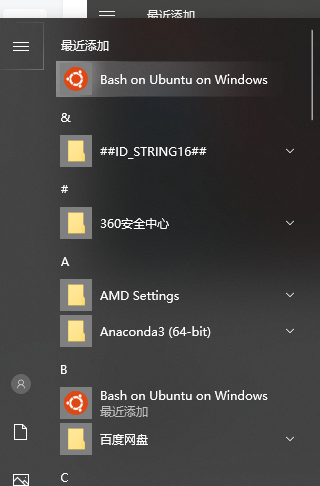 最近添加
最近添加
Bash on Ubuntu on Windows
&
##ID_STRING16##
#
360安全中心
A
AMD Settings
Anaconda3 (64-bit)
B
Bash on Ubuntu on Windows
最近添加
百度网盘
C